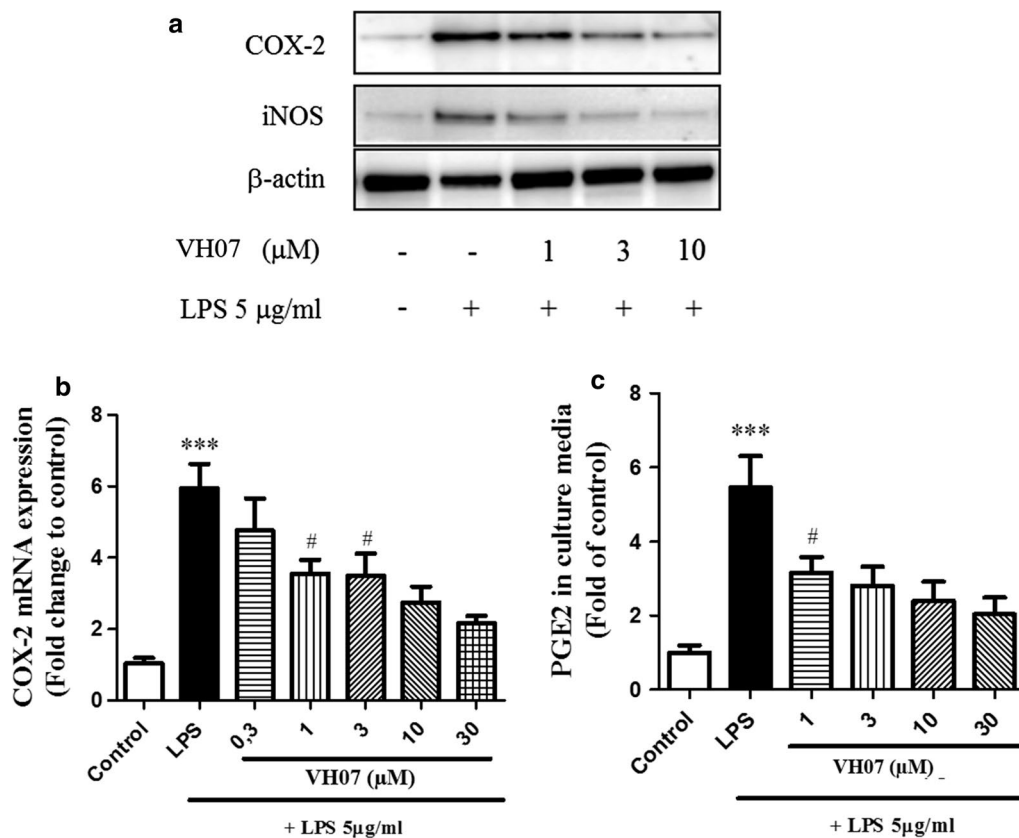 a
COX-2
iNOS
β-actin
VH07 (μM) - - 1 3 10
LPS 5 μg/ml - + + + +
b
COX-2 mRNA expression
(Fold change to control)
8
6
4
2
0
***
# #
Control LPS 0,3 1 3 10 30
VH07 (μM)
+ LPS 5μg/ml
c
PGE2 in culture media
(Fold of control)
8
6
4
2
0
***
#
Control LPS 1 3 10 30
VH07 (μM)
+ LPS 5μg/ml